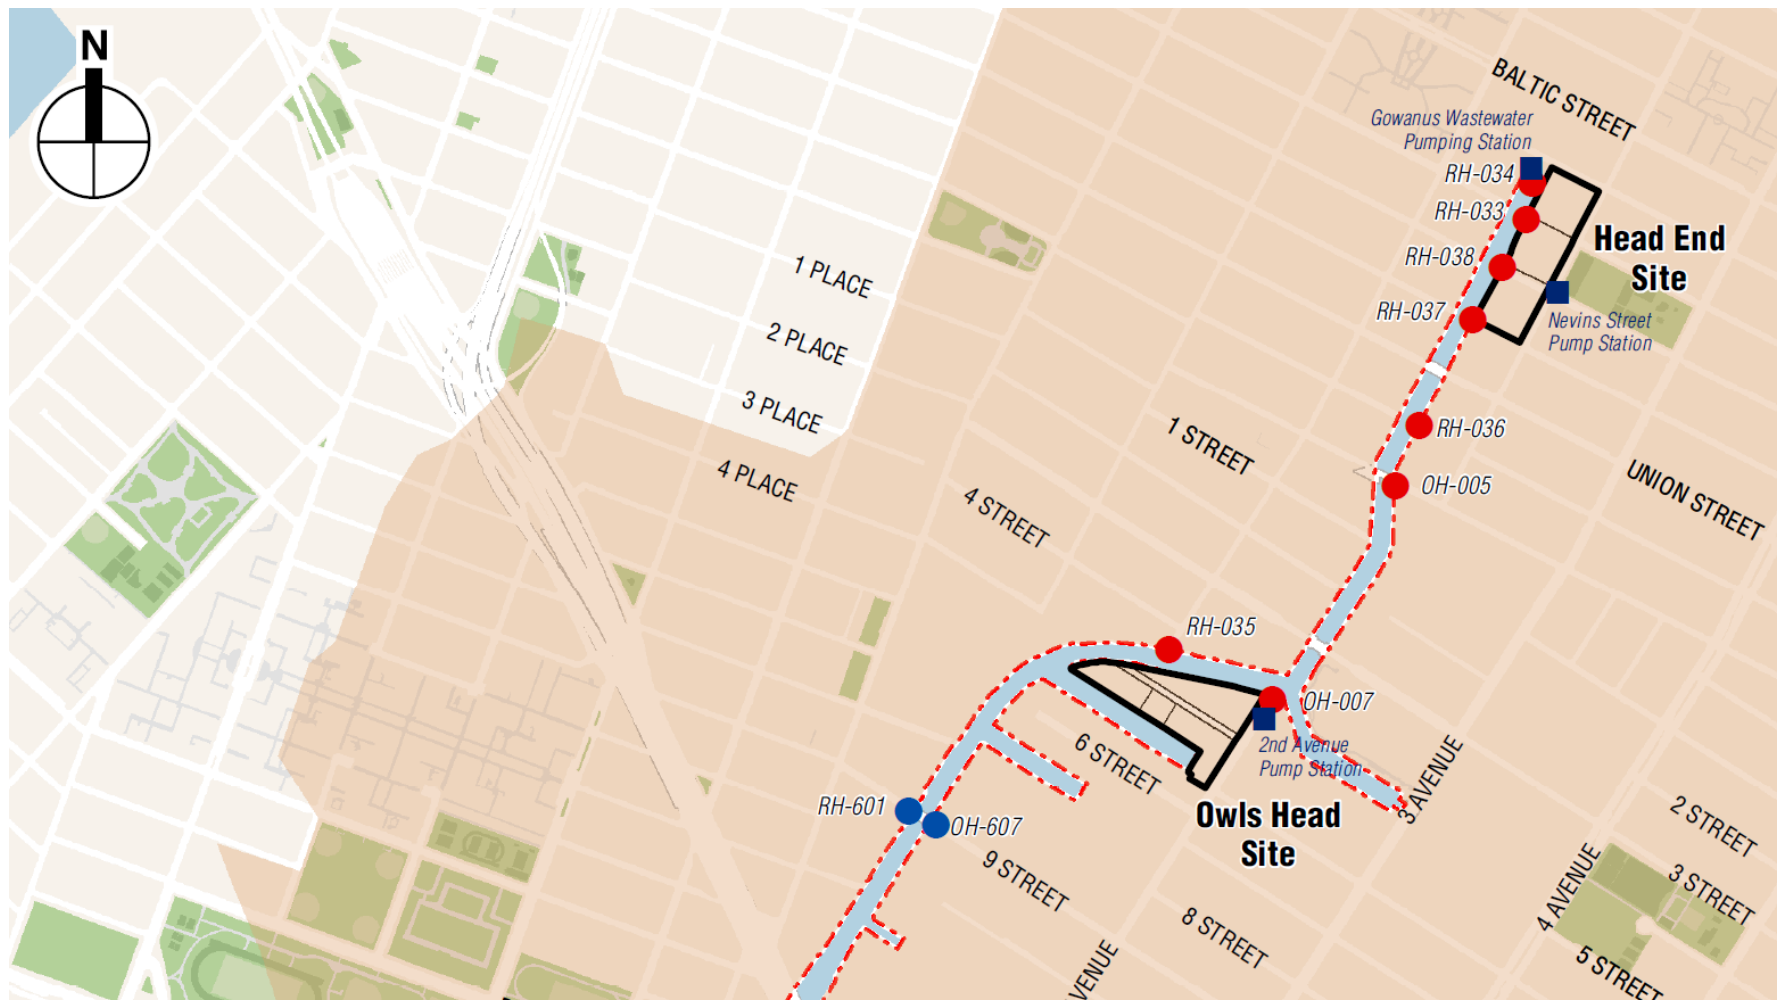 N
BALTIC STREET
Gowanus Wastewater
Pumping Station
RH-034
RH-033
Head End
Site
RH-038
1 PLACE
RH-037
Nevins Street
Pump Station
2 PLACE
3 PLACE
RH-036
1 STREET
4 PLACE
OH-005
UNION STREET
4 STREET
RH-035
OH-007
2nd Avenue
Pump Station
6 STREET
3 AVENUE
RH-601
OH-607
Owls Head
Site
2 STREET
9 STREET
3 STREET
4 AVENUE
8 STREET
AVENUE
5 STREET